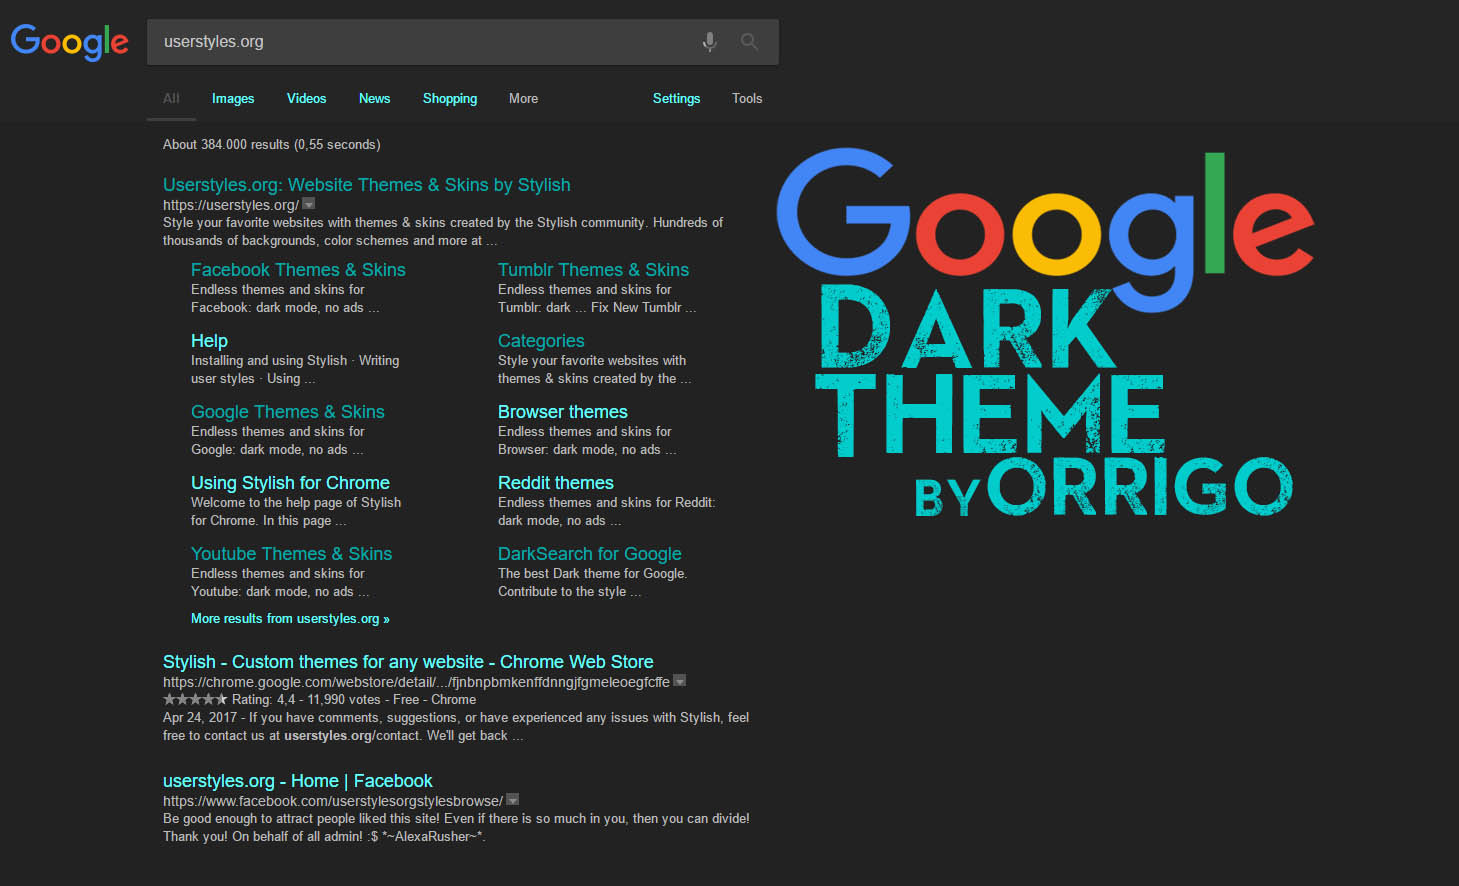 Google
userstyles.org
All Images Videos News Shopping More Settings Tools
About 384.000 results (0,55 seconds)
Userstyles.org: Website Themes & Skins by Stylish
https://userstyles.org/
Style your favorite websites with themes & skins created by the Stylish community. Hundreds of
thousands of backgrounds, color schemes and more at ...
Facebook Themes & Skins
Endless themes and skins for
Facebook: dark mode, no ads ...
Tumblr Themes & Skins
Endless themes and skins for
Tumblr: dark ... Fix New Tumblr ...
Help
Installing and using Stylish · Writing
user styles · Using ...
Categories
Style your favorite websites with
themes & skins created by the ...
Google Themes & Skins
Endless themes and skins for
Google: dark mode, no ads ...
Browser themes
Endless themes and skins for
Browser: dark mode, no ads ...
Using Stylish for Chrome
Welcome to the help page of Stylish
for Chrome. In this page ...
Reddit themes
Endless themes and skins for Reddit:
dark mode, no ads ...
Youtube Themes & Skins
Endless themes and skins for
Youtube: dark mode, no ads ...
DarkSearch for Google
The best Dark theme for Google.
Contribute to the style ...
More results from userstyles.org »
Stylish - Custom themes for any website - Chrome Web Store
https://chrome.google.com/webstore/detail/.../fjnbnpbmkenffdnngjfgmeleoegfcffe
Rating: 4,4 - 11,990 votes - Free - Chrome
Apr 24, 2017 - If you have comments, suggestions, or have experienced any issues with Stylish, feel
free to contact us at userstyles.org/contact. We'll get back ...
userstyles.org - Home | Facebook
https://www.facebook.com/userstylesorgstylesbrowse/
Be good enough to attract people liked this site! Even if there is so much in you, then you can divide!
Thank you! On behalf of all admin! :$ *~AlexaRusher~*.
Google
DARK
THEME
BY ORRIGO